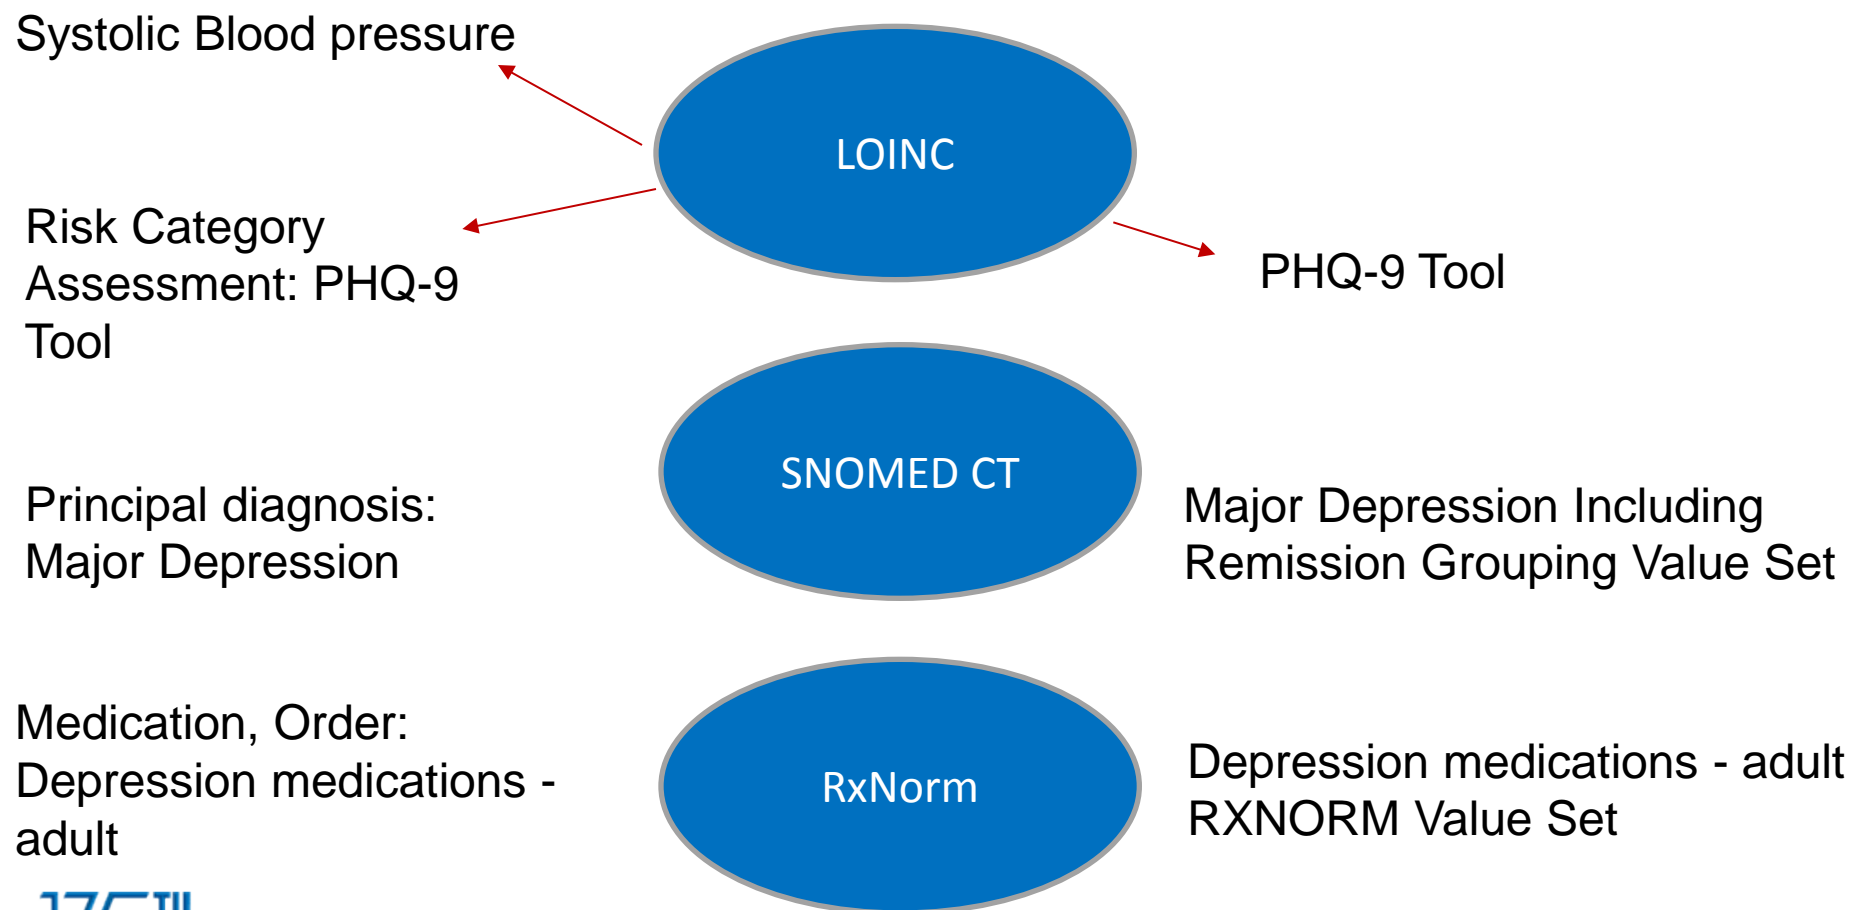 Systolic Blood pressure
LOINC
Risk Category
Assessment: PHQ-9
Tool
PHQ-9 Tool
SNOMED CT
Principal diagnosis:
Major Depression
Major Depression Including
Remission Grouping Value Set
Medication, Order:
Depression medications -
adult
RxNorm
Depression medications - adult
RXNORM Value Set